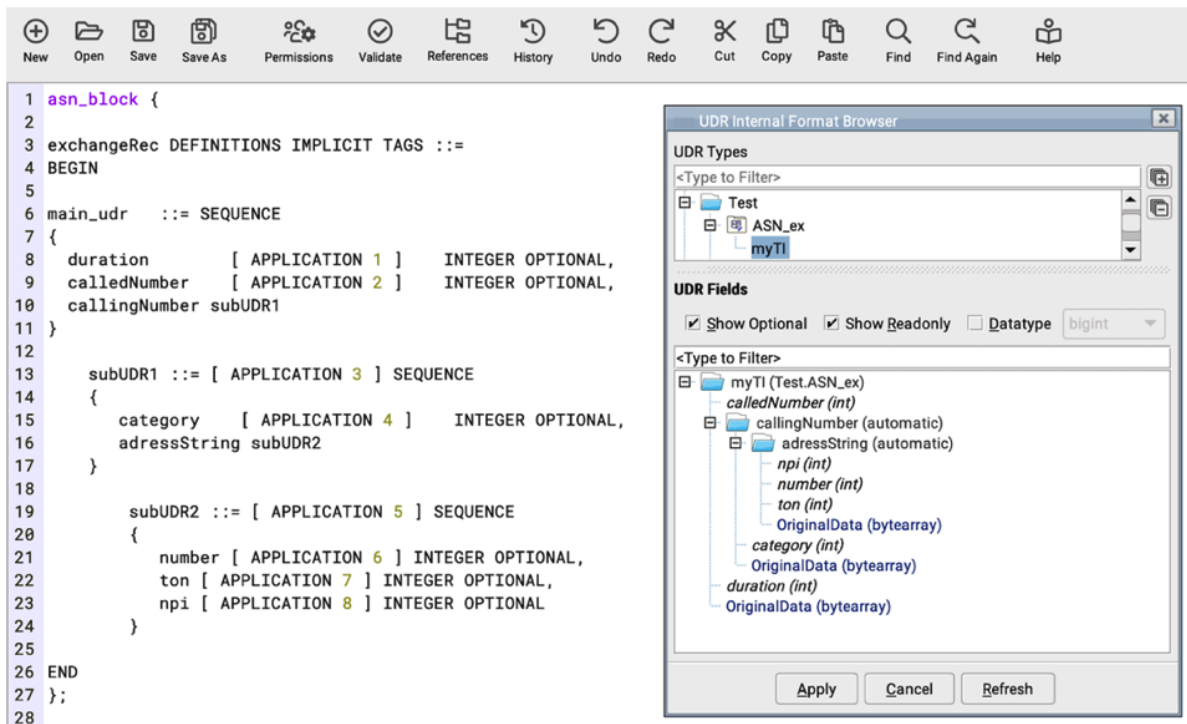 New Open Save Save As Permissions Validate References History Undo Redo Cut Copy Paste Find Find Again Help
1 asn_block {
2
3 exchangeRec DEFINITIONS IMPLICIT TAGS ::=
4 BEGIN
5
6 main_udr   ::= SEQUENCE
7 {
8   duration        [ APPLICATION 1 ]    INTEGER OPTIONAL,
9   calledNumber    [ APPLICATION 2 ]    INTEGER OPTIONAL,
10   callingNumber subUDR1
11 }
12
13     subUDR1 ::= [ APPLICATION 3 ] SEQUENCE
14     {
15        category    [ APPLICATION 4 ]    INTEGER OPTIONAL,
16        adressString subUDR2
17     }
18
19         subUDR2 ::= [ APPLICATION 5 ] SEQUENCE
20         {
21            number [ APPLICATION 6 ] INTEGER OPTIONAL,
22            ton [ APPLICATION 7 ] INTEGER OPTIONAL,
23            npi [ APPLICATION 8 ] INTEGER OPTIONAL
24         }
25
26 END
27 };
28
UDR Internal Format Browser
UDR Types
<Type to Filter>
Test
ASN_ex
myTI
UDR Fields
Show Optional Show Readonly Datatype bigint
<Type to Filter>
myTI (Test.ASN_ex)
calledNumber (int)
callingNumber (automatic)
adressString (automatic)
npi (int)
number (int)
ton (int)
OriginalData (bytearray)
category (int)
OriginalData (bytearray)
duration (int)
OriginalData (bytearray)
Apply Cancel Refresh